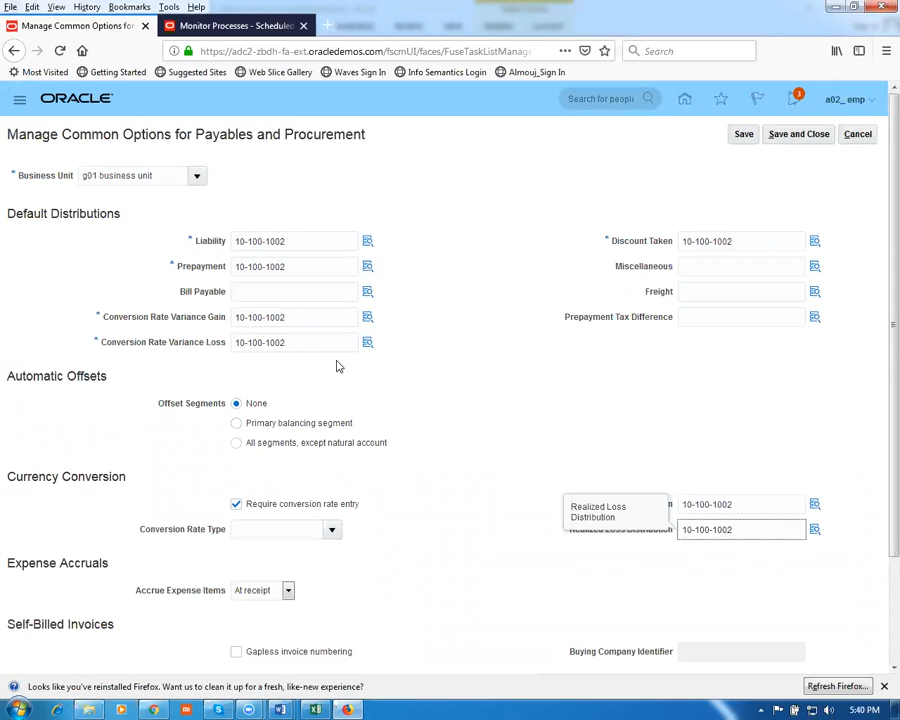 File Edit View History Bookmarks Tools Help
Manage Common Options for Monitor Processes - Scheduled
https://adc2-zbdh-fa-ext.oracledemos.com/fscmUI/faces/FuseTaskListManag Search
Most Visited Getting Started Suggested Sites Web Slice Gallery Waves Sign In Info Semantics Login Almouj_Sign In
ORACLE Search for people 3 a02_ emp
Manage Common Options for Payables and Procurement Save Save and Close Cancel
* Business Unit g01 business unit
Default Distributions
* Liability 10-100-1002 * Discount Taken 10-100-1002
* Prepayment 10-100-1002 Miscellaneous
Bill Payable Freight
* Conversion Rate Variance Gain 10-100-1002 Prepayment Tax Difference
* Conversion Rate Variance Loss 10-100-1002
Automatic Offsets
Offset Segments None
Primary balancing segment
All segments, except natural account
Currency Conversion
Require conversion rate entry 10-100-1002
Realized Loss
Distribution
Conversion Rate Type 10-100-1002
Expense Accruals
Accrue Expense Items At receipt
Self-Billed Invoices
Gapless invoice numbering Buying Company Identifier
Looks like you've reinstalled Firefox. Want us to clean it up for a fresh, like-new experience? Refresh Firefox...
5:40 PM